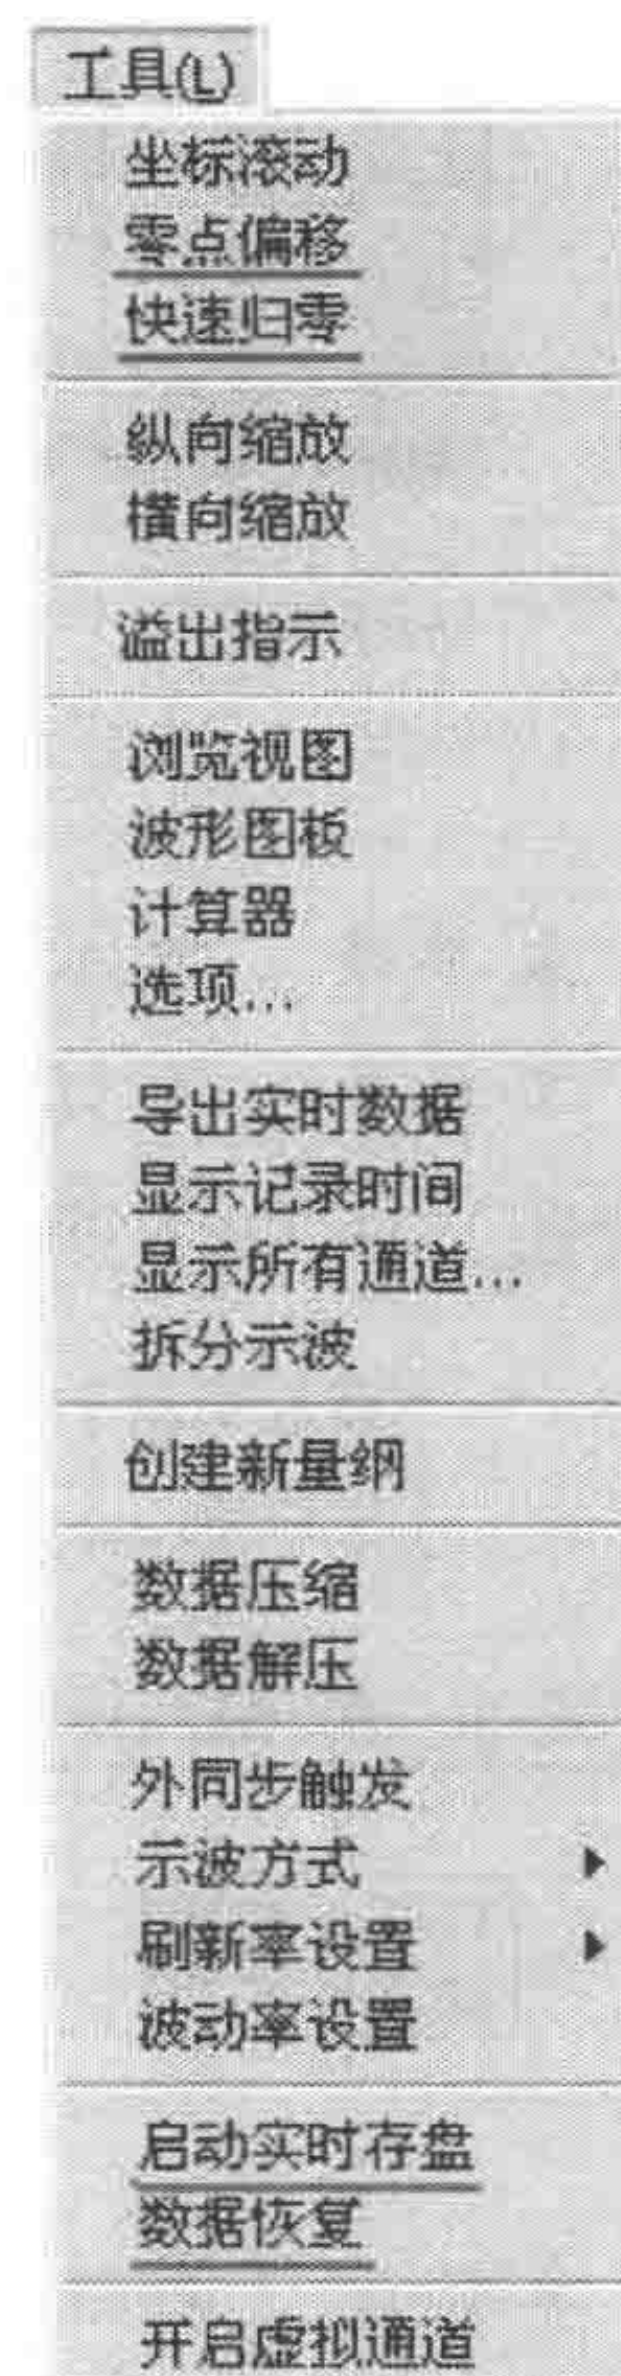 工具(L)
坐标滚动
零点偏移
快速归零
纵向缩放
横向缩放
溢出指示
浏览视图
波形图板
计算器
选项...
导出实时数据
显示记录时间
显示所有通道...
拆分示波
创建新量纲
数据压缩
数据解压
外同步触发
示波方式
刷新率设置
波动率设置
启动实时存盘
数据恢复
开启虚拟通道